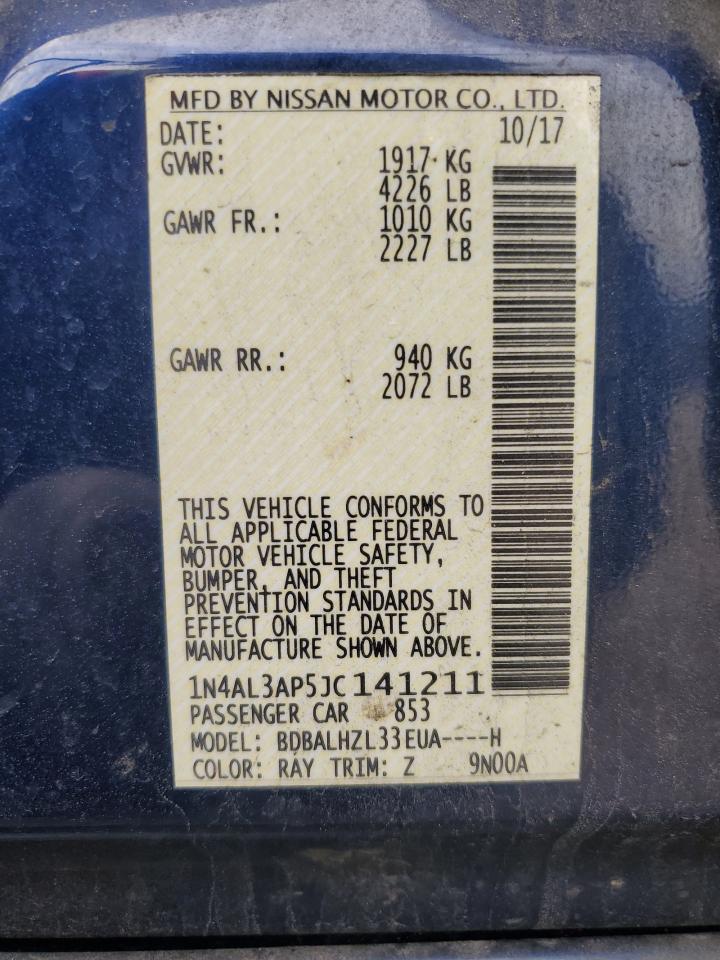 MFD BY NISSAN MOTOR CO., LTD.
DATE: 10/17
GVWR: 1917 KG
4226 LB
GAWR FR.: 1010 KG
2227 LB
GAWR RR.: 940 KG
2072 LB
THIS VEHICLE CONFORMS TO
ALL APPLICABLE FEDERAL
MOTOR VEHICLE SAFETY,
BUMPER, AND THEFT
PREVENTION STANDARDS IN
EFFECT ON THE DATE OF
MANUFACTURE SHOWN ABOVE.
1N4AL3AP5JC141211
PASSENGER CAR 853
MODEL: BDBALHZL33EUA----H
COLOR: RAY TRIM: Z 9N00A